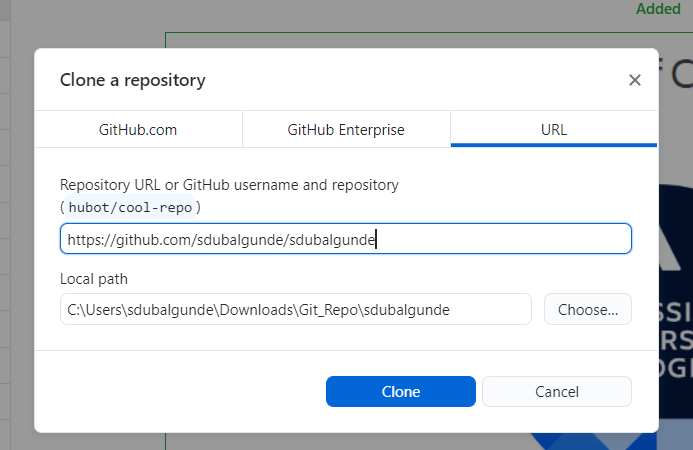 Added
Clone a repository
GitHub.com
GitHub Enterprise
URL
Repository URL or GitHub username and repository
(hubot/cool-repo)
https://github.com/sdubalgunde/sdubalgunde
Local path
C:\Users\sdubalgunde\Downloads\Git_Repo\sdubalgunde
Choose...
Clone
Cancel